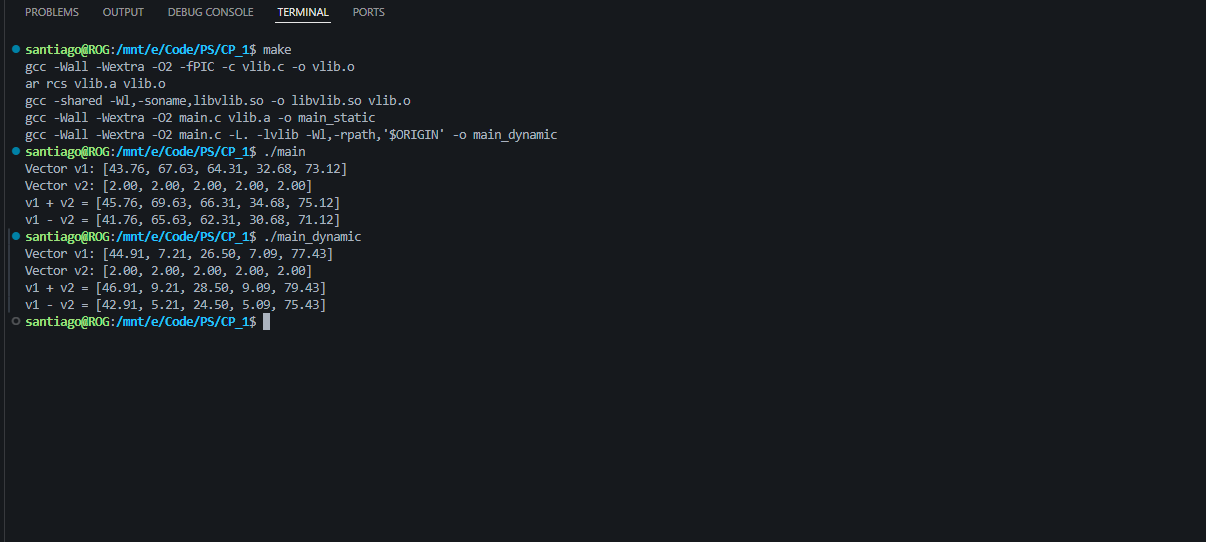 PROBLEMS OUTPUT DEBUG CONSOLE TERMINAL PORTS
santiago@ROG:/mnt/e/Code/PS/CP_1$ make
gcc -Wall -Wextra -O2 -fPIC -c vlib.c -o vlib.o
ar rcs vlib.a vlib.o
gcc -shared -Wl,-soname,libvlib.so -o libvlib.so vlib.o
gcc -Wall -Wextra -O2 main.c vlib.a -o main_static
gcc -Wall -Wextra -O2 main.c -L. -lvlib -Wl,-rpath,'$ORIGIN' -o main_dynamic
santiago@ROG:/mnt/e/Code/PS/CP_1$ ./main
Vector v1: [43.76, 67.63, 64.31, 32.68, 73.12]
Vector v2: [2.00, 2.00, 2.00, 2.00, 2.00]
v1 + v2 = [45.76, 69.63, 66.31, 34.68, 75.12]
v1 - v2 = [41.76, 65.63, 62.31, 30.68, 71.12]
santiago@ROG:/mnt/e/Code/PS/CP_1$ ./main_dynamic
Vector v1: [44.91, 7.21, 26.50, 7.09, 77.43]
Vector v2: [2.00, 2.00, 2.00, 2.00, 2.00]
v1 + v2 = [46.91, 9.21, 28.50, 9.09, 79.43]
v1 - v2 = [42.91, 5.21, 24.50, 5.09, 75.43]
santiago@ROG:/mnt/e/Code/PS/CP_1$